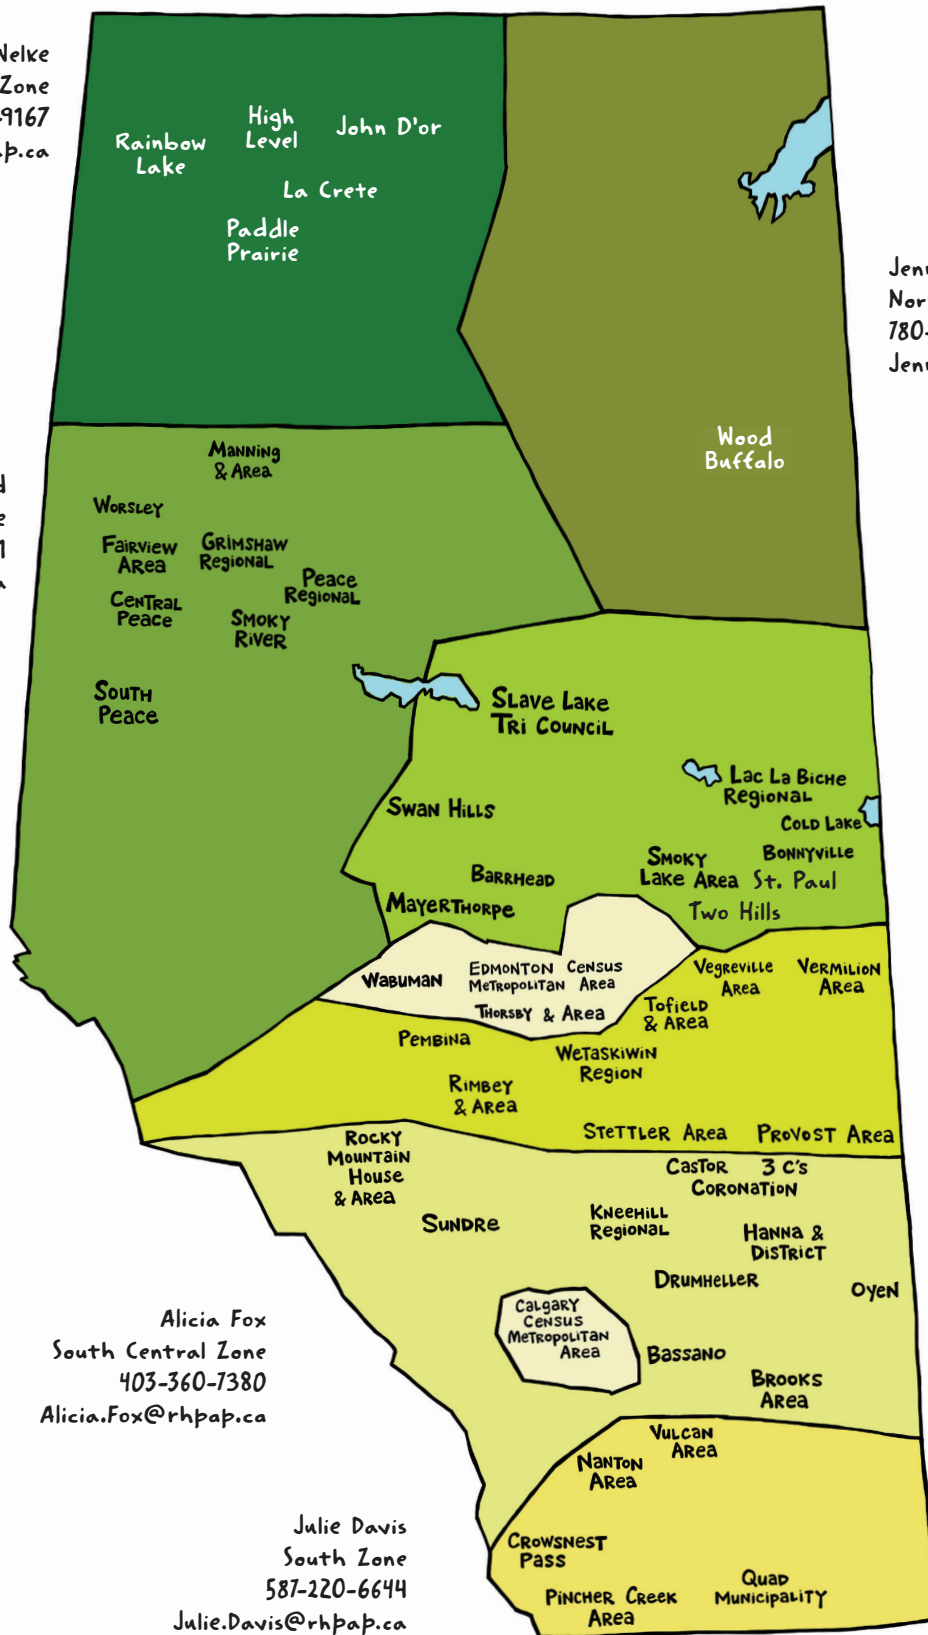 Nelke
Zone
9167
ap.ca
Rainbow
Lake
High
Level
John D'or
La Crete
Paddle
Prairie
Jenn
Nor
780-
Jenn
Wood
Buffalo
Manning
& Area
Worsley
Fairview
Area
Grimshaw
Regional
Peace
Regional
Central
Peace
Smoky
River
South
Peace
Slave Lake
Tri Council
Lac La Biche
Regional
Cold Lake
Swan Hills
Bonnyville
Smoky
Lake Area
St. Paul
Barrhead
Two Hills
Mayerthorpe
Wabuman
Edmonton Census
Metropolitan Area
Thorsby & Area
Vegreville
Area
Vermilion
Area
Tofield
& Area
Pembina
Wetaskiwin
Region
Rimbey
& Area
Stettler Area
Provost Area
Rocky
Mountain
House
& Area
Castor 3 C's
Coronation
Sundre
Kneehill
Regional
Hanna &
District
Drumheller
Oyen
Calgary
Census
Metropolitan
Area
Bassano
Brooks
Area
Alicia Fox
South Central Zone
403-360-7380
Alicia.Fox@rhpap.ca
Vulcan
Area
Nanton
Area
Crowsnest
Pass
Pincher Creek
Area
Quad
Municipality
Julie Davis
South Zone
587-220-6644
Julie.Davis@rhpap.ca